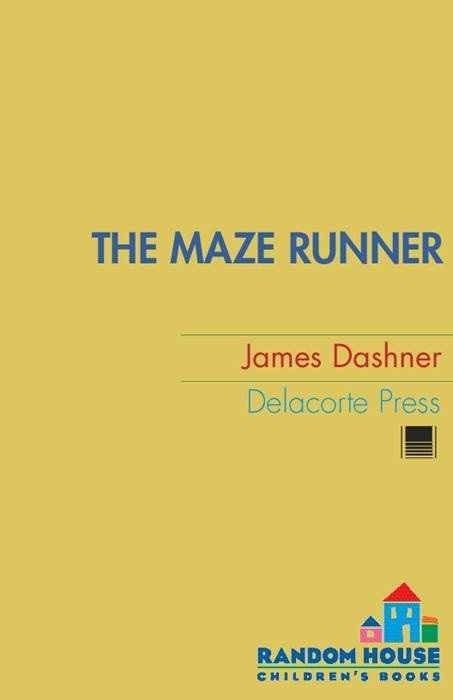 THE MAZE RUNNER
James Dashner
Delacorte Press
RANDOM HOUSE
CHILDREN'S BOOKS